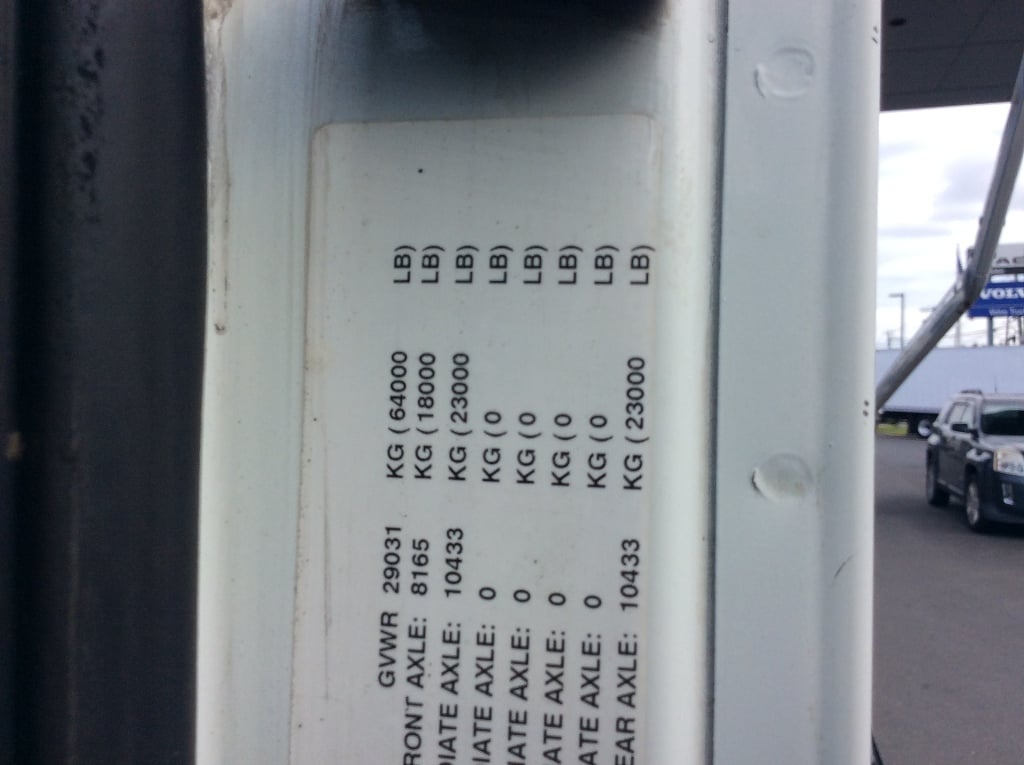 GVWR 29031 KG (64000 LB)
RONT AXLE: 8165 KG (18000 LB)
IATE AXLE: 10433 KG (23000 LB)
IATE AXLE: 0 KG (0 LB)
IATE AXLE: 0 KG (0 LB)
ATE AXLE: 0 KG (0 LB)
ATE AXLE: 0 KG (0 LB)
EAR AXLE: 10433 KG (23000 LB)
VOLV